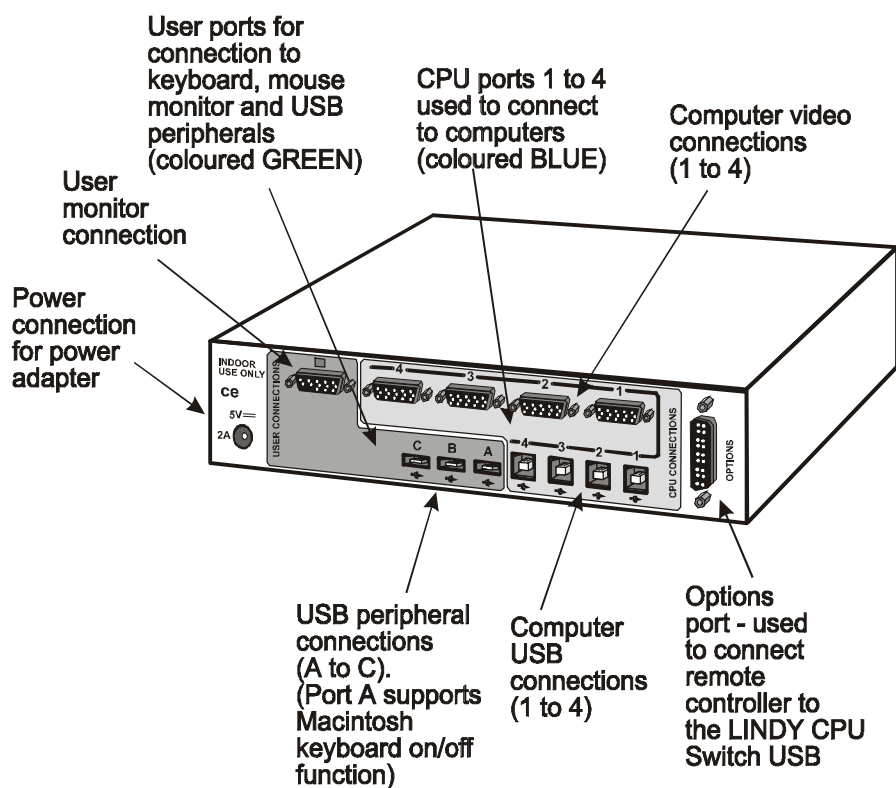 User ports for
connection to
keyboard, mouse
monitor and USB
peripherals
(coloured GREEN)
CPU ports 1 to 4
used to connect
to computers
(coloured BLUE)
Computer video
connections
(1 to 4)
User
monitor
connection
Power
connection
for power
adapter
INDOOR
USE ONLY
CE
5V
2A
USER CONNECTIONS
4 3 2 1
C B A
4 3 2 1
CPU CONNECTIONS
OPTIONS
USB peripheral
connections
(A to C).
(Port A supports
Macintosh
keyboard on/off
function)
Computer
USB
connections
(1 to 4)
Options
port - used
to connect
remote
controller to
the LINDY CPU
Switch USB